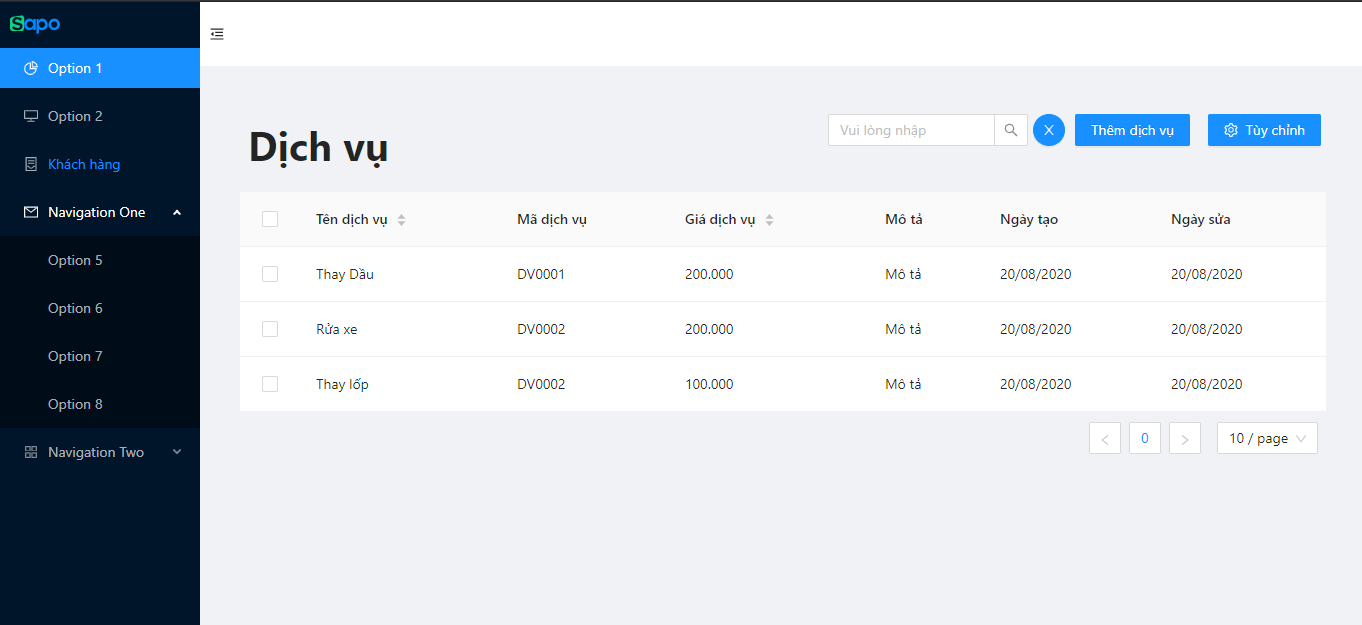 Sapo
Option 1
Option 2
Khách hàng
Navigation One
Option 5
Option 6
Option 7
Option 8
Navigation Two
Dịch vụ
Vui lòng nhập
X
Thêm dịch vụ
Tùy chỉnh
Tên dịch vụ Mã dịch vụ Giá dịch vụ Mô tả Ngày tạo Ngày sửa
Thay Dầu DV0001 200.000 Mô tả 20/08/2020 20/08/2020
Rửa xe DV0002 200.000 Mô tả 20/08/2020 20/08/2020
Thay lốp DV0002 100.000 Mô tả 20/08/2020 20/08/2020
< 0 > 10 / page